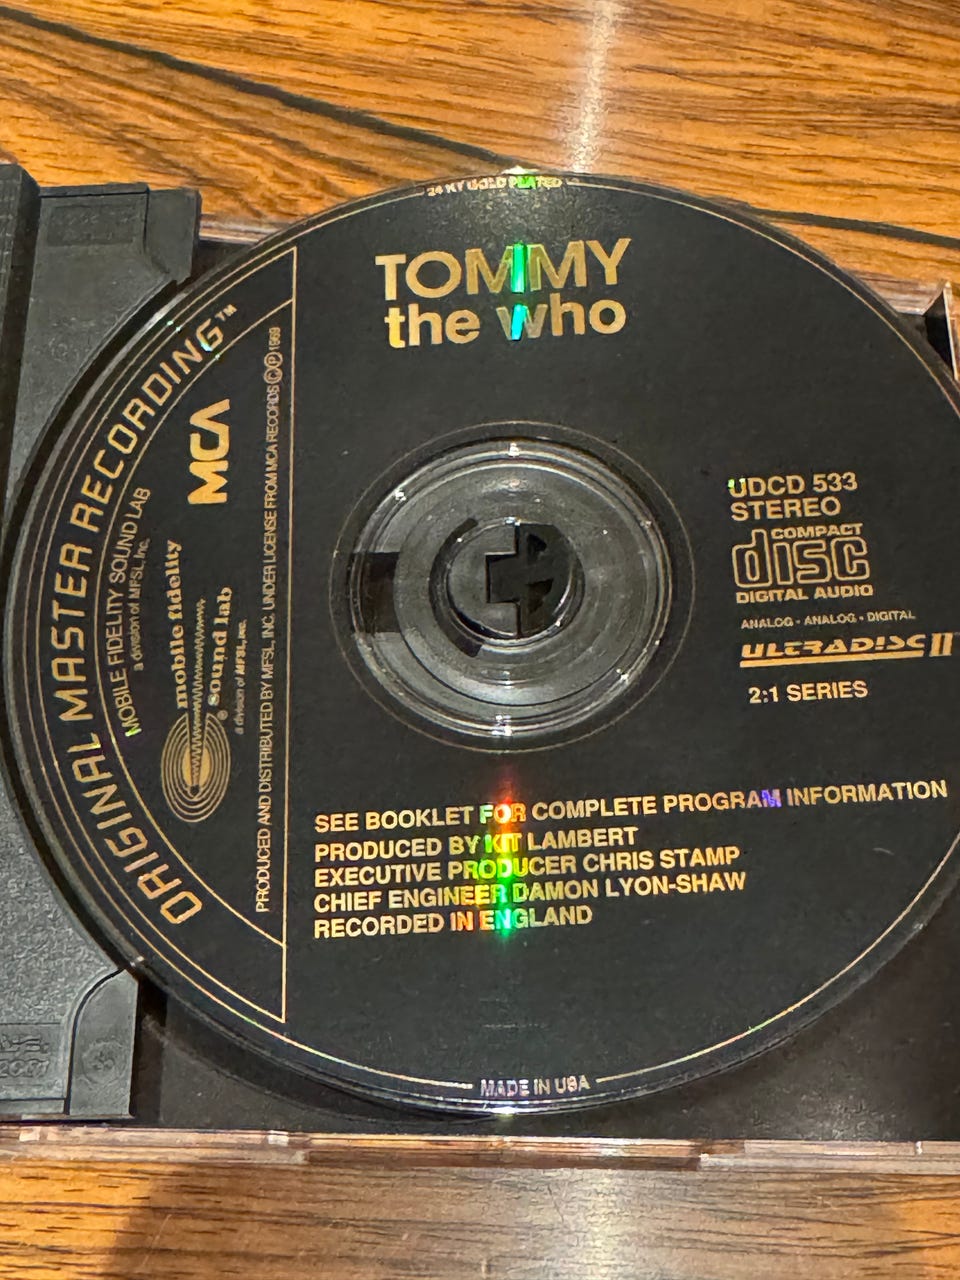 24 KT GOLD PLATED
TOMMY
the who
ORIGINAL MASTER RECORDING™
MOBILE FIDELITY SOUND LAB
a division of MFSL, Inc.
MCA
mobile fidelity
sound lab®
a division of MFSL, inc.
PRODUCED AND DISTRIBUTED BY MFSL, INC. UNDER LICENSE FROM MCA RECORDS ©℗ 1969
UDCD 533
STEREO
COMPACT
disc
DIGITAL AUDIO
ANALOG • ANALOG • DIGITAL
ULTRADISC II™
2:1 SERIES
SEE BOOKLET FOR COMPLETE PROGRAM INFORMATION
PRODUCED BY KIT LAMBERT
EXECUTIVE PRODUCER CHRIS STAMP
CHIEF ENGINEER DAMON LYON-SHAW
RECORDED IN ENGLAND
MADE IN USA